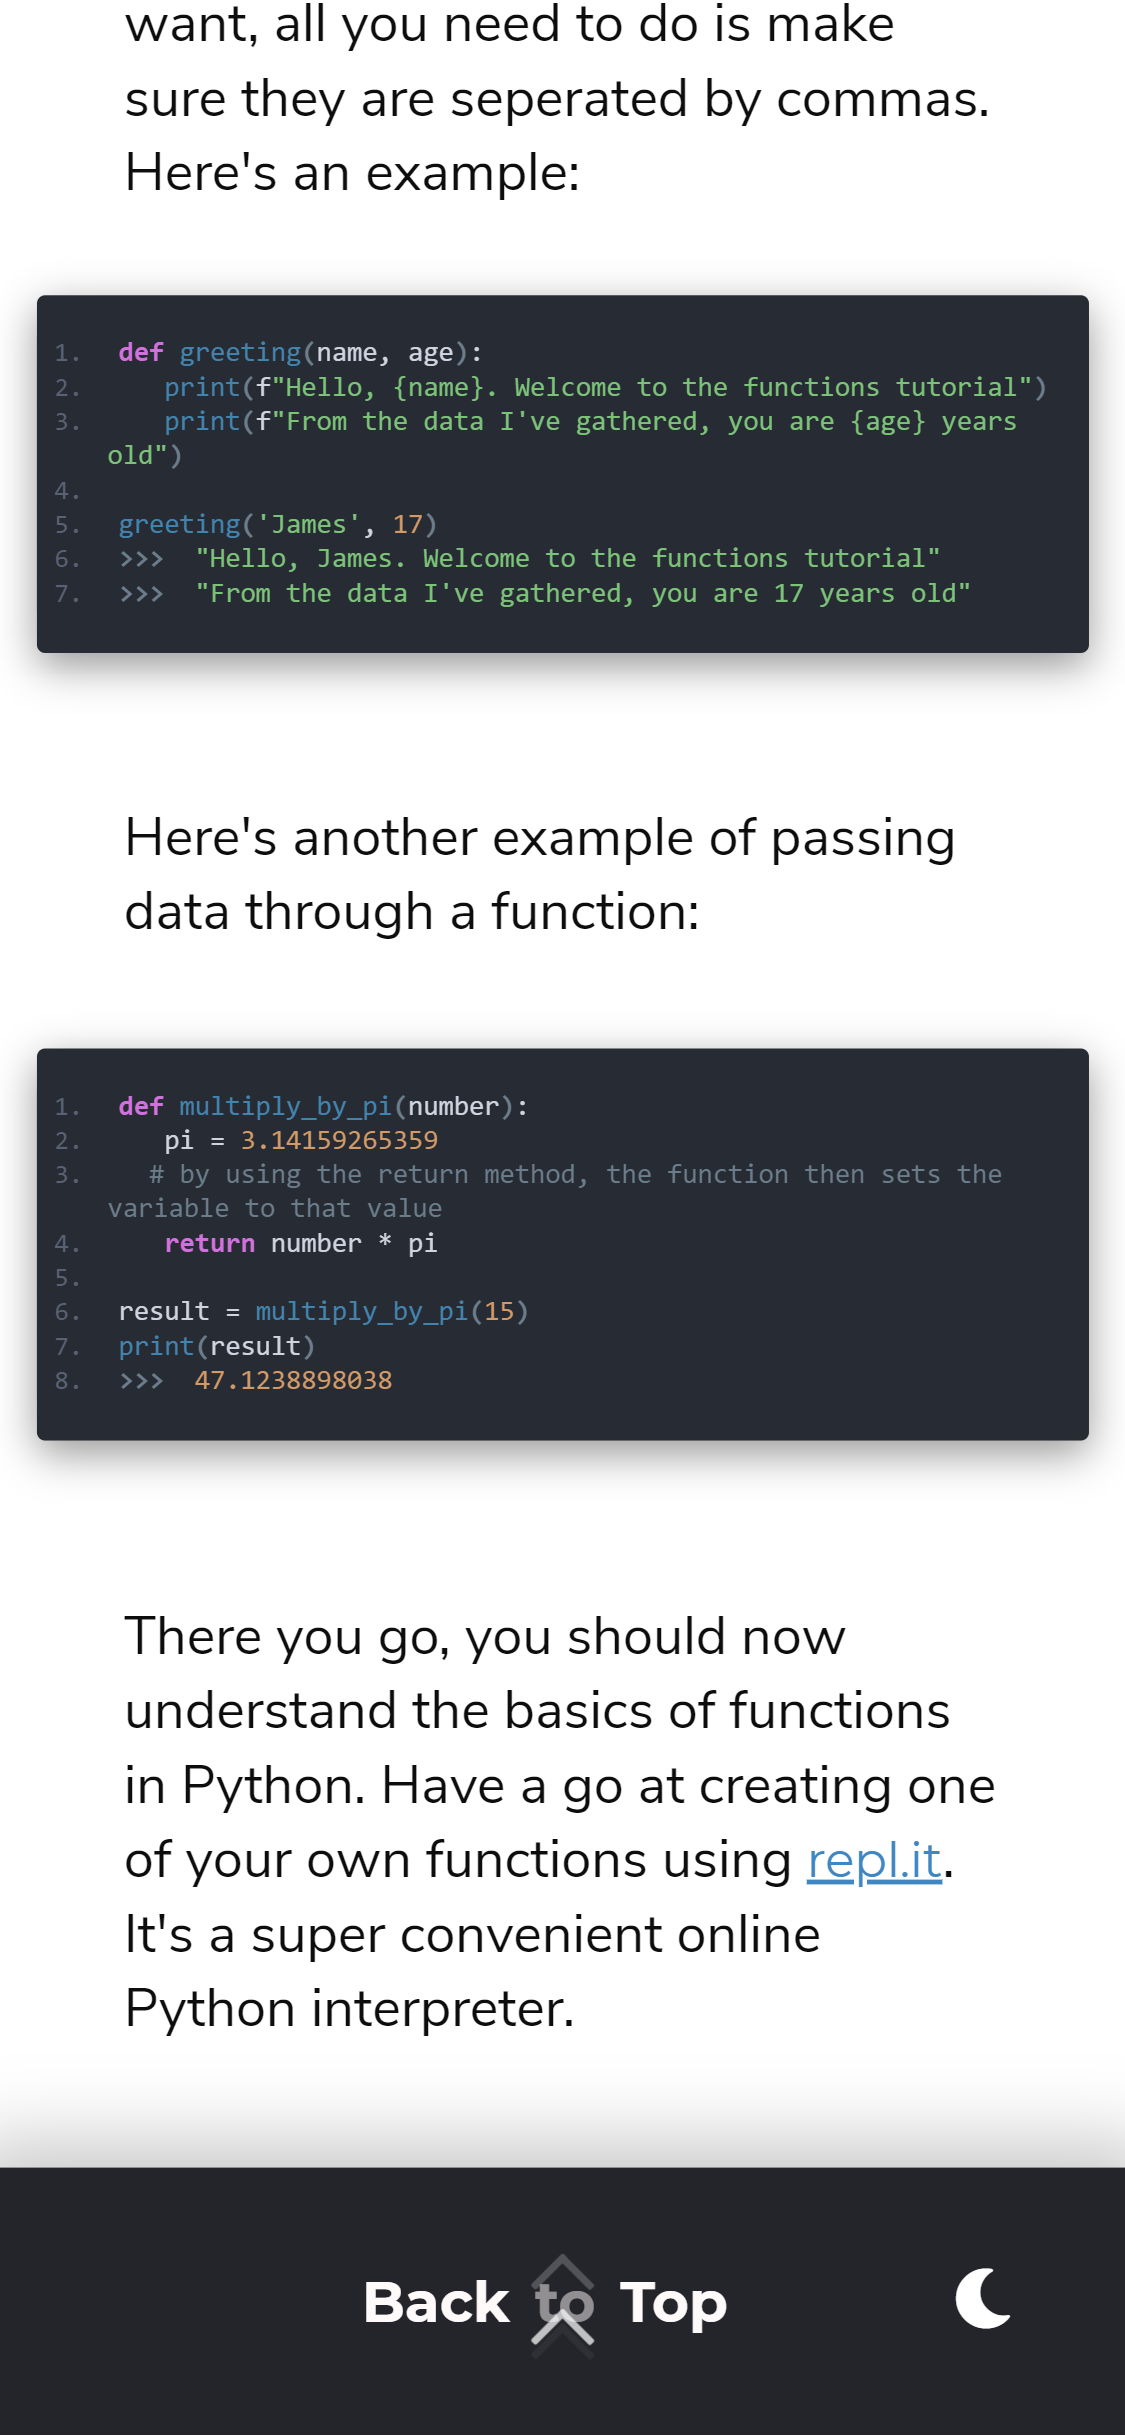 want, all you need to do is make
sure they are seperated by commas.
Here's an example:
1. def greeting(name, age):
2. print(f"Hello, {name}. Welcome to the functions tutorial")
3. print(f"From the data I've gathered, you are {age} years
old")
4.
5. greeting('James', 17)
6. >>> "Hello, James. Welcome to the functions tutorial"
7. >>> "From the data I've gathered, you are 17 years old"
Here's another example of passing
data through a function:
1. def multiply_by_pi(number):
2. pi = 3.14159265359
3. # by using the return method, the function then sets the
variable to that value
4. return number * pi
5.
6. result = multiply_by_pi(15)
7. print(result)
8. >>> 47.1238898038
There you go, you should now
understand the basics of functions
in Python. Have a go at creating one
of your own functions using repl.it.
It's a super convenient online
Python interpreter.
Back to Top